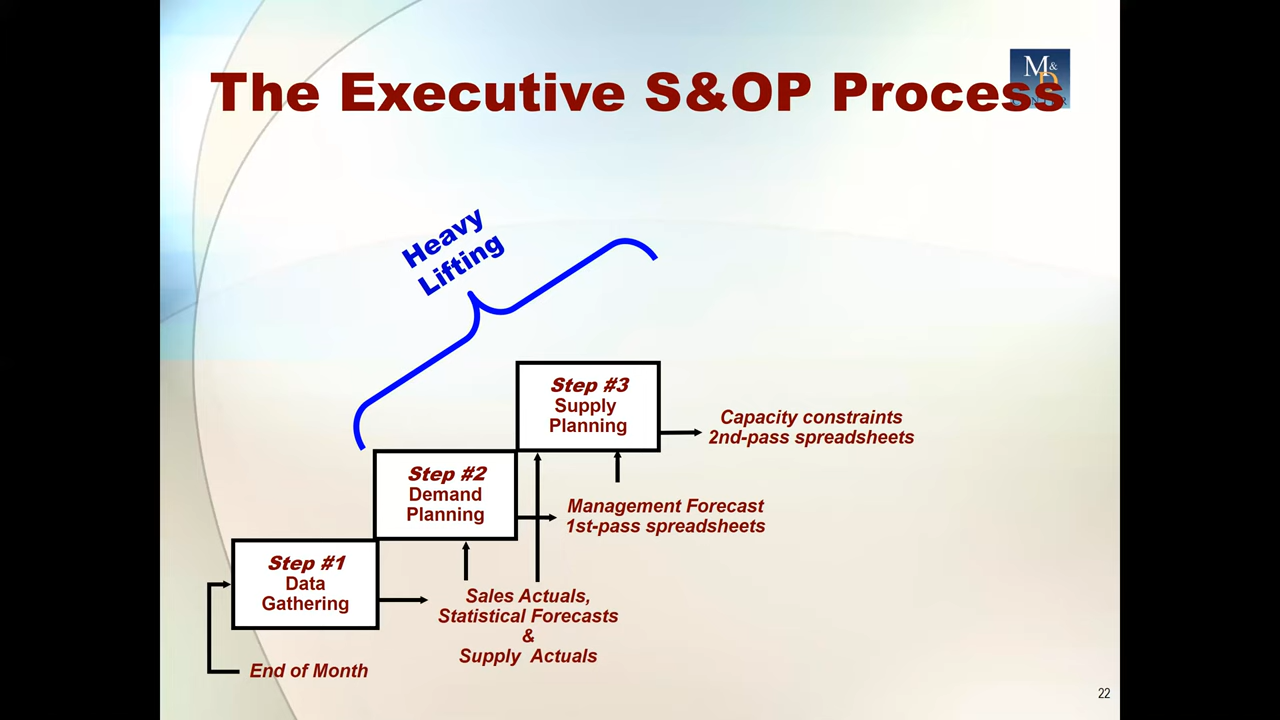 The Executive S&OP Process
M&
Heavy
Lifting
Step #3
Supply
Planning
Capacity constraints
2nd-pass spreadsheets
Step #2
Demand
Planning
Management Forecast
1st-pass spreadsheets
Step #1
Data
Gathering
Sales Actuals,
Statistical Forecasts
&
Supply Actuals
End of Month
22